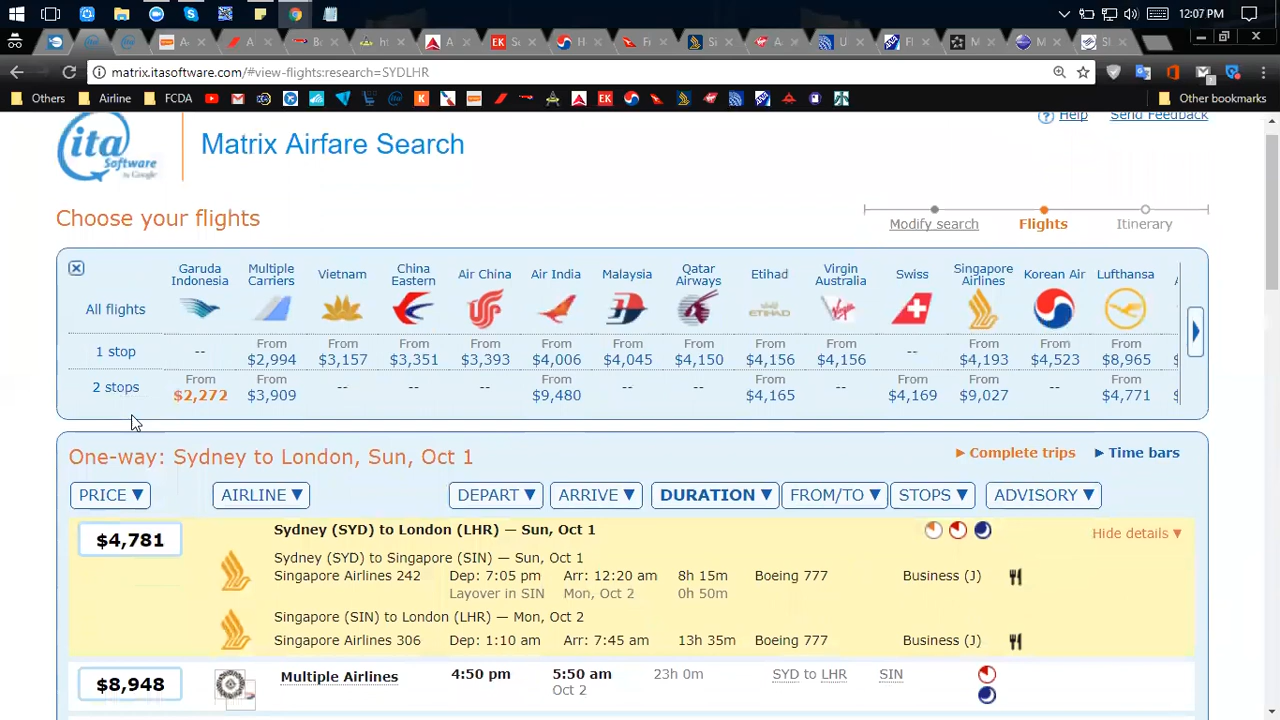 12:07 PM
matrix.itasoftware.com/#view-flights:research=SYDLHR
Others Airline FCDA Other bookmarks
ita Software by Google
Matrix Airfare Search
Help Send Feedback
Choose your flights
Modify search Flights Itinerary
Garuda Indonesia Multiple Carriers Vietnam China Eastern Air China Air India Malaysia Qatar Airways Etihad Virgin Australia Swiss Singapore Airlines Korean Air Lufthansa
All flights
1 stop -- From $2,994 From $3,157 From $3,351 From $3,393 From $4,006 From $4,045 From $4,150 From $4,156 From $4,156 -- From $4,193 From $4,523 From $8,965
2 stops From $2,272 From $3,909 -- -- -- From $9,480 -- -- From $4,165 -- From $4,169 From $9,027 -- From $4,771
One-way: Sydney to London, Sun, Oct 1 Complete trips Time bars
PRICE AIRLINE DEPART ARRIVE DURATION FROM/TO STOPS ADVISORY
$4,781 Sydney (SYD) to London (LHR) — Sun, Oct 1 Hide details
Sydney (SYD) to Singapore (SIN) — Sun, Oct 1
Singapore Airlines 242 Dep: 7:05 pm Arr: 12:20 am 8h 15m Boeing 777 Business (J)
Layover in SIN Mon, Oct 2 0h 50m
Singapore (SIN) to London (LHR) — Mon, Oct 2
Singapore Airlines 306 Dep: 1:10 am Arr: 7:45 am 13h 35m Boeing 777 Business (J)
$8,948 Multiple Airlines 4:50 pm 5:50 am 23h 0m SYD to LHR SIN
Oct 2